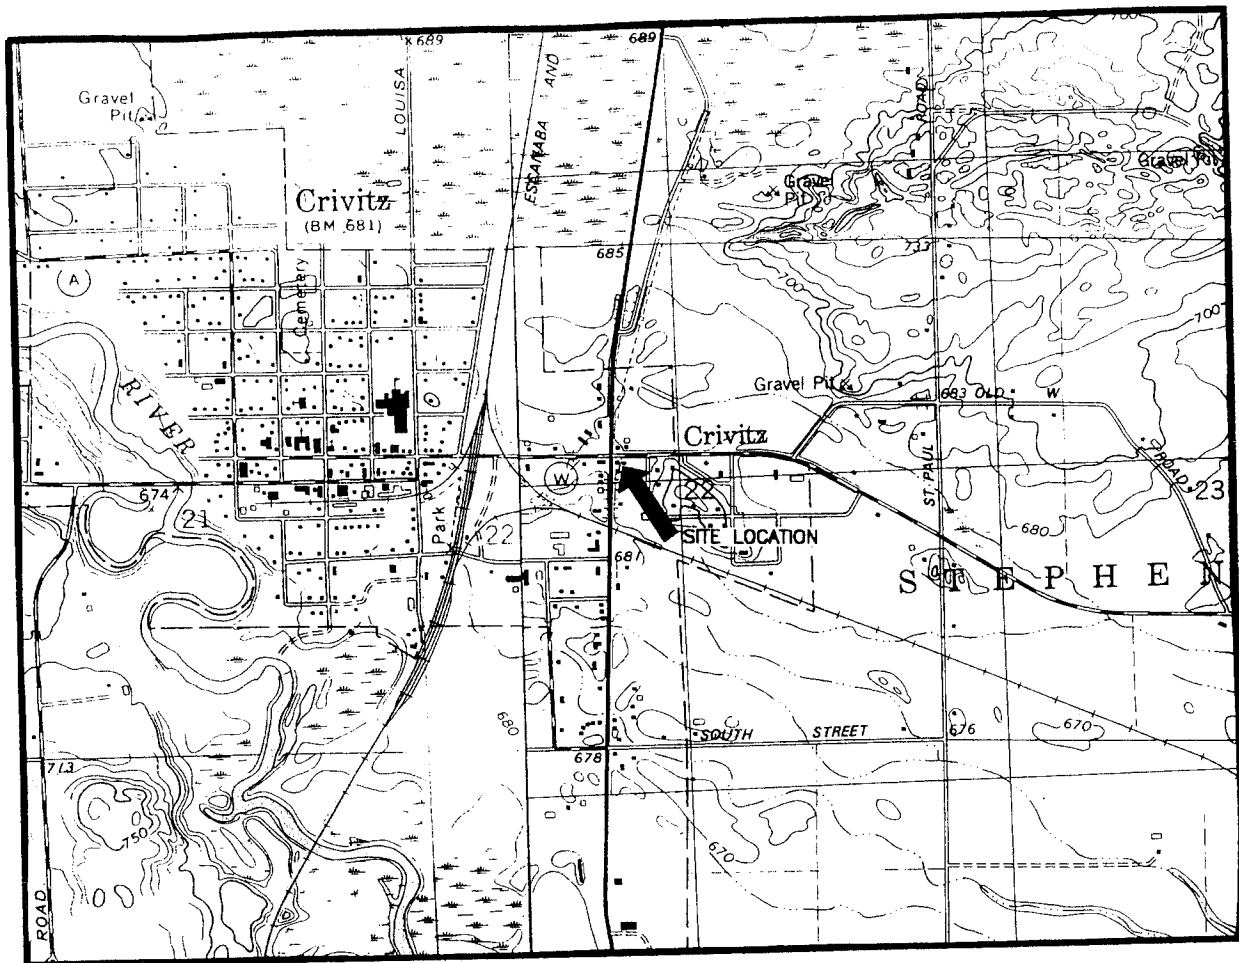 700
× 689
689
Gravel
Pit
LOUISA
ESCANABA AND
ROAD
Gravel Pit
Gravel
Pit
Crivitz
(BM 681)
685
733
A
Cemetery
700
700
RIVER
Gravel Pit
683 OLD W
Crivitz
ST. PAUL
ROAD
W
674
22
23
21
Park
22
SITE LOCATION
680
681
STEPHEN
680
SOUTH STREET
676
670
678
713
750
670
ROAD